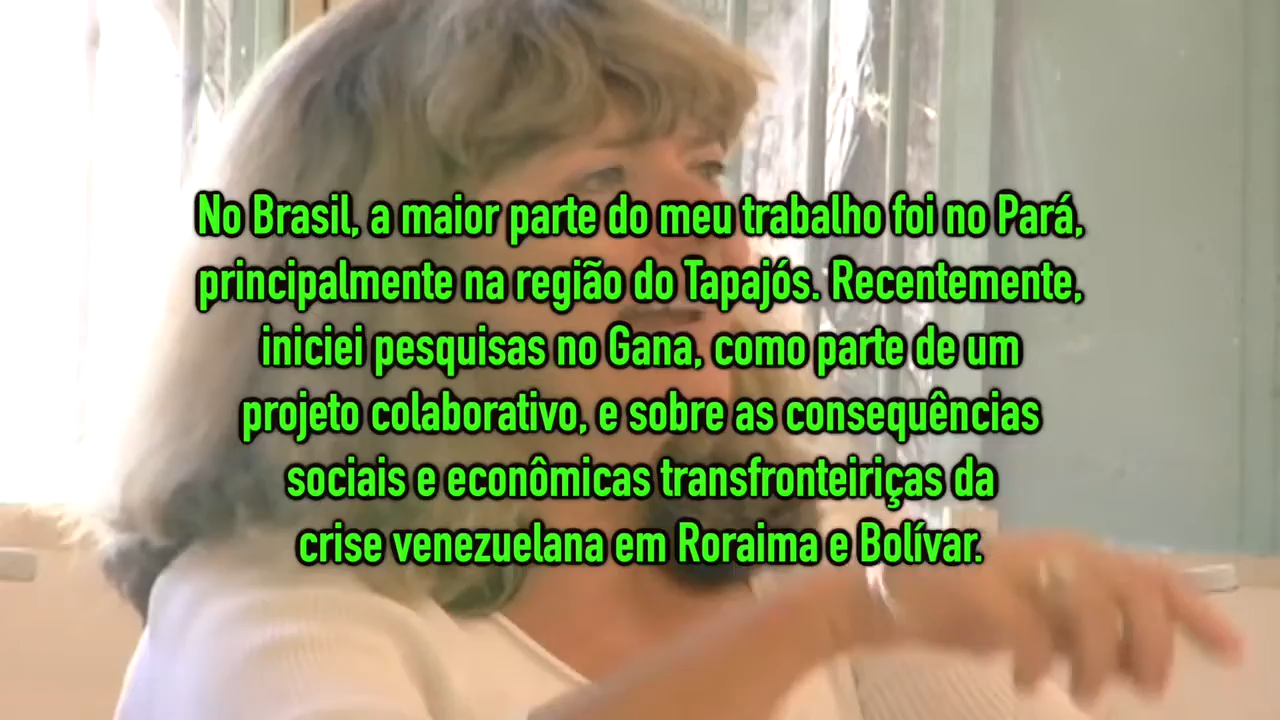 No Brasil, a maior parte do meu trabalho foi no Pará,
principalmente na região do Tapajós. Recentemente,
iniciei pesquisas no Gana, como parte de um
projeto colaborativo, e sobre as consequências
sociais e econômicas transfronteiriças da
crise venezuelana em Roraima e Bolívar.